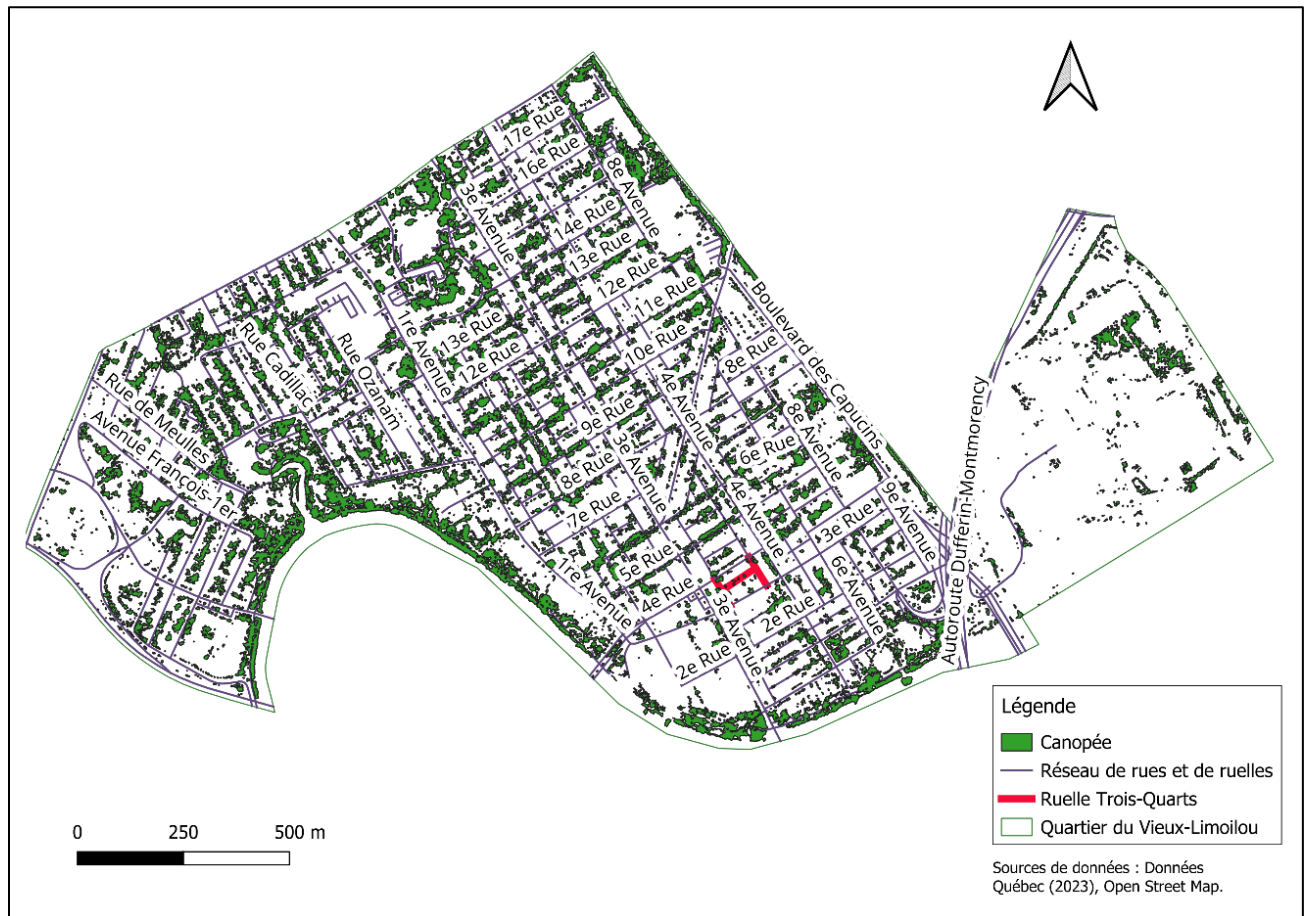 17e Rue
16e Rue
8e Avenue
3e Avenue
14e Rue
13e Rue
12e Rue
11e Rue
Boulevard des Capucins
1re Avenue
13e Rue
12e Rue
10e Rue
8e Rue
Rue Cadillac
Rue Ozanam
4e Avenue
Rue de Meulles
Avenue François-1er
9e Rue
3e Avenue
8e Avenue
6e Rue
8e Rue
7e Rue
4e Avenue
9e Avenue
3e Rue
5e Rue
1re Avenue
4e Rue
6e Avenue
3e Avenue
2e Rue
2e Rue
Autoroute Dufferin-Montmorency
Légende
Canopée
Réseau de rues et de ruelles
Ruelle Trois-Quarts
Quartier du Vieux-Limoilou
0 250 500 m
Sources de données : Données
Québec (2023), Open Street Map.